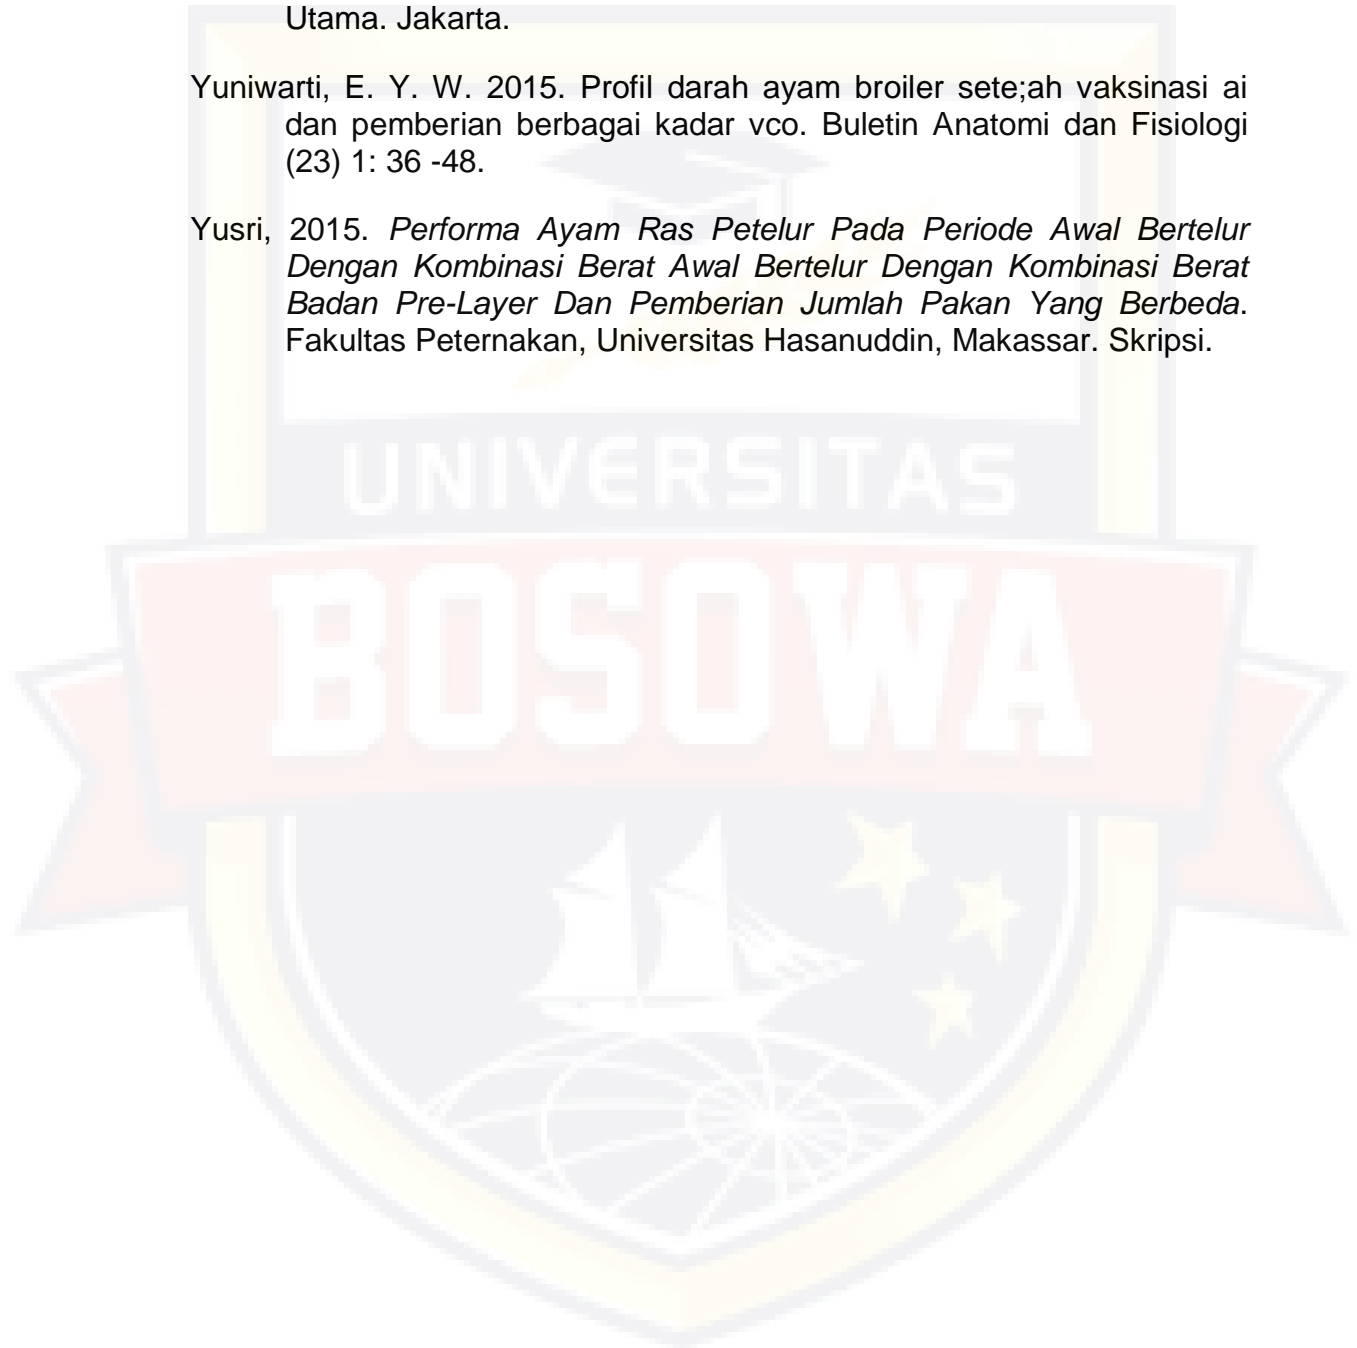 Utama. Jakarta.
Yuniwarti, E. Y. W. 2015. Profil darah ayam broiler sete;ah vaksinasi ai
dan pemberian berbagai kadar vco. Buletin Anatomi dan Fisiologi
(23) 1: 36 -48.
Yusri, 2015. Performa Ayam Ras Petelur Pada Periode Awal Bertelur
Dengan Kombinasi Berat Awal Bertelur Dengan Kombinasi Berat
Badan Pre-Layer Dan Pemberian Jumlah Pakan Yang Berbeda.
Fakultas Peternakan, Universitas Hasanuddin, Makassar. Skripsi.
UNIVERSITAS
BOSOWA